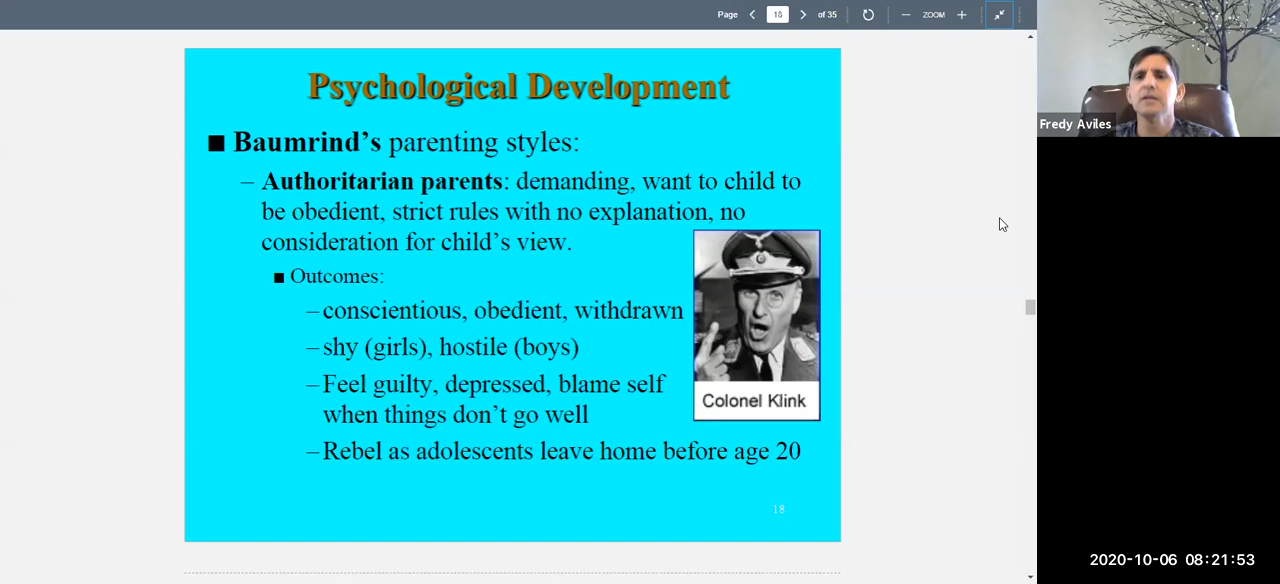 Page 18 of 35 ZOOM
Psychological Development
■ Baumrind's parenting styles:
– Authoritarian parents: demanding, want to child to
be obedient, strict rules with no explanation, no
consideration for child's view.
■ Outcomes:
–conscientious, obedient, withdrawn
–shy (girls), hostile (boys)
–Feel guilty, depressed, blame self
when things don't go well
–Rebel as adolescents leave home before age 20
Colonel Klink
18
Fredy Aviles
2020-10-06 08:21:53